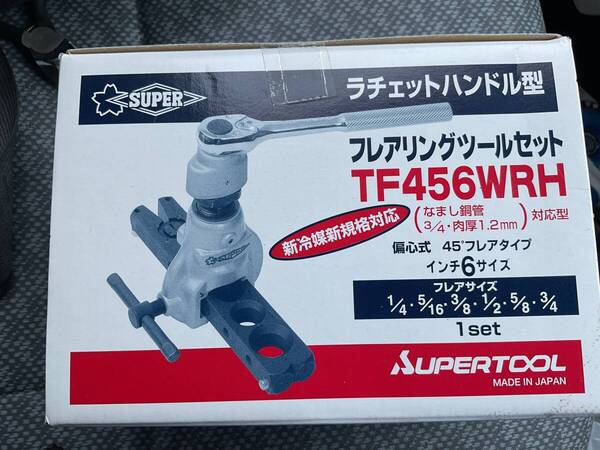 SUPER
ラチェットハンドル型
フレアリングツールセット
TF456WRH
(なまし銅管
3/4・肉厚1.2mm)対応型
新冷媒新規格対応
偏心式 45°フレアタイプ
インチ6サイズ
フレアサイズ
1/4・5/16・3/8・1/2・5/8・3/4
1set
SUPER
SUPERTOOL
MADE IN JAPAN